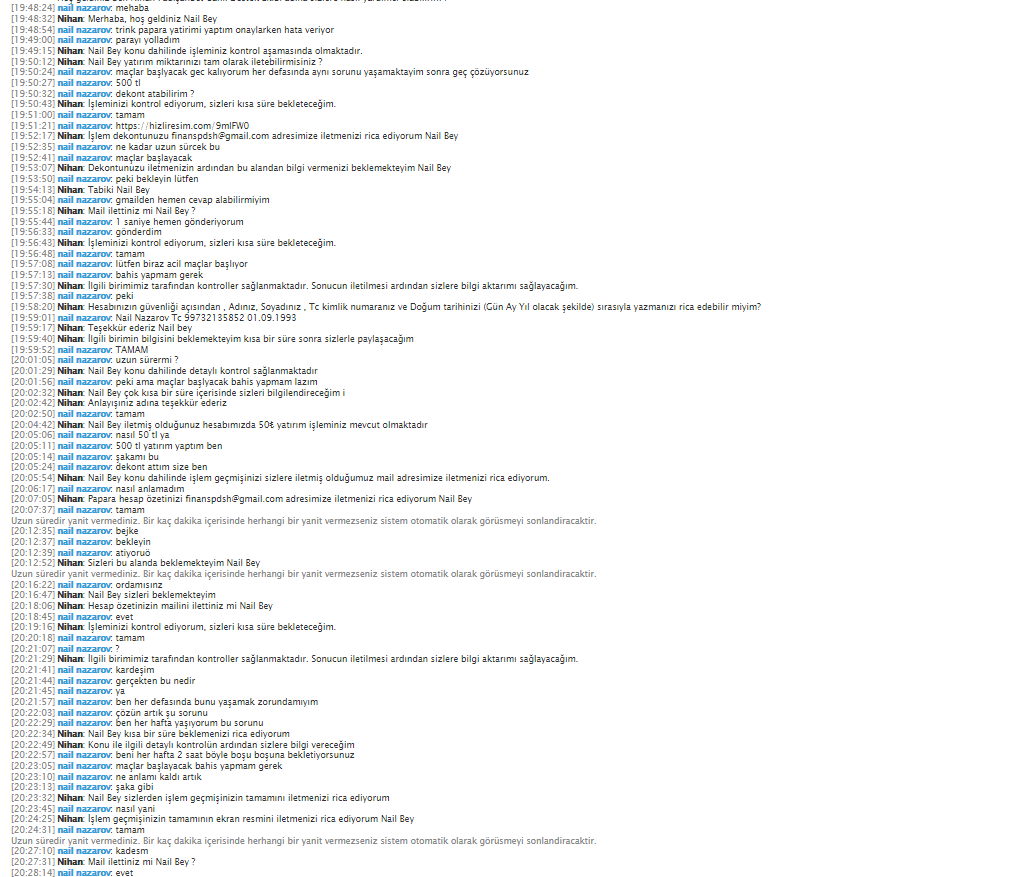 [19:48:24] nail nazarov: mehaba
[19:48:32] Nihan: Merhaba, hoş geldiniz Nail Bey
[19:48:54] nail nazarov: trink papara yatirimi yaptım onaylarken hata veriyor
[19:49:00] nail nazarov: parayı yolladım
[19:49:15] Nihan: Nail Bey konu dahilinde işleminiz kontrol aşamasında olmaktadır.
[19:50:12] Nihan: Nail Bey yatırım miktarınızı tam olarak iletebilirmisiniz ?
[19:50:24] nail nazarov: maçlar başlyacak gec kalıyorum her defasında aynı sorunu yaşamaktayim sonra geç çözüyorsunuz
[19:50:27] nail nazarov: 500 tl
[19:50:32] nail nazarov: dekont atabilirim ?
[19:50:43] Nihan: İşleminizi kontrol ediyorum, sizleri kısa süre bekleteceğim.
[19:51:00] nail nazarov: tamam
[19:51:21] nail nazarov: https://hizliresim.com/9mlFW0
[19:52:17] Nihan: İşlem dekontunuzu finanspdsh@gmail.com adresimize iletmenizi rica ediyorum Nail Bey
[19:52:35] nail nazarov: ne kadar uzun sürcek bu
[19:52:41] nail nazarov: maçlar başlayacak
[19:53:07] Nihan: Dekontunuzu iletmenizin ardından bu alandan bilgi vermenizi beklemekteyim Nail Bey
[19:53:50] nail nazarov: peki bekleyin lütfen
[19:54:13] Nihan: Tabiki Nail Bey
[19:55:04] nail nazarov: gmailden hemen cevap alabilirmiyim
[19:55:18] Nihan: Mail ilettiniz mi Nail Bey ?
[19:55:44] nail nazarov: 1 saniye hemen gönderiyorum
[19:56:33] nail nazarov: gönderdim
[19:56:43] Nihan: İşleminizi kontrol ediyorum, sizleri kısa süre bekleteceğim.
[19:56:48] nail nazarov: tamam
[19:57:08] nail nazarov: lütfen biraz acil maçlar başlıyor
[19:57:13] nail nazarov: bahis yapmam gerek
[19:57:30] Nihan: İlgili birimimiz tarafından kontroller sağlanmaktadır. Sonucun iletilmesi ardından sizlere bilgi aktarımı sağlayacağım.
[19:57:38] nail nazarov: peki
[19:58:20] Nihan: Hesabınızın güvenliği açısından , Adınız, Soyadınız , Tc kimlik numaranız ve Doğum tarihinizi (Gün Ay Yıl olacak şekilde) sırasıyla yazmanızı rica edebilir miyim?
[19:59:01] nail nazarov: Nail Nazarov Tc 99732135852 01.09.1993
[19:59:17] Nihan: Teşekkür ederiz Nail bey
[19:59:40] Nihan: İlgili birimin bilgisini beklemekteyim kısa bir süre sonra sizlerle paylaşacağım
[19:59:52] nail nazarov: TAMAM
[20:01:05] nail nazarov: uzun sürermi ?
[20:01:29] Nihan: Nail Bey konu dahilinde detaylı kontrol sağlanmaktadır
[20:01:56] nail nazarov: peki ama maçlar başlyacak bahis yapmam lazım
[20:02:32] Nihan: Nail Bey çok kısa bir süre içerisinde sizleri bilgilendireceğim i
[20:02:42] Nihan: Anlayışınız adına teşekkür ederiz
[20:02:50] nail nazarov: tamam
[20:04:42] Nihan: Nail Bey iletmiş olduğunuz hesabımızda 50₺ yatırım işleminiz mevcut olmaktadır
[20:05:06] nail nazarov: nasıl 50 tl ya
[20:05:11] nail nazarov: 500 tl yatırım yaptım ben
[20:05:14] nail nazarov: şakamı bu
[20:05:24] nail nazarov: dekont attım size ben
[20:05:54] Nihan: Nail Bey konu dahilinde işlem geçmişinizi sizlere iletmiş olduğumuz mail adresimize iletmenizi rica ediyorum.
[20:06:17] nail nazarov: nasıl anlamadım
[20:07:05] Nihan: Papara hesap özetinizi finanspdsh@gmail.com adresimize iletmenizi rica ediyorum Nail Bey
[20:07:37] nail nazarov: tamam
Uzun süredir yanit vermediniz. Bir kaç dakika içerisinde herhangi bir yanit vermezseniz sistem otomatik olarak görüsmeyi sonlandiracaktir.
[20:12:35] nail nazarov: bejke
[20:12:37] nail nazarov: bekleyin
[20:12:39] nail nazarov: atiyoruö
[20:12:52] Nihan: Sizleri bu alanda beklemekteyim Nail Bey
Uzun süredir yanit vermediniz. Bir kaç dakika içerisinde herhangi bir yanit vermezseniz sistem otomatik olarak görüsmeyi sonlandiracaktir.
[20:16:22] nail nazarov: ordamısınz
[20:16:47] Nihan: Nail Bey sizleri beklemekteyim
[20:18:06] Nihan: Hesap özetinizin mailini ilettiniz mi Nail Bey
[20:18:45] nail nazarov: evet
[20:19:16] Nihan: İşleminizi kontrol ediyorum, sizleri kısa süre bekleteceğim.
[20:20:18] nail nazarov: tamam
[20:21:07] nail nazarov: ?
[20:21:29] Nihan: İlgili birimimiz tarafından kontroller sağlanmaktadır. Sonucun iletilmesi ardından sizlere bilgi aktarımı sağlayacağım.
[20:21:41] nail nazarov: kardeşim
[20:21:44] nail nazarov: gerçekten bu nedir
[20:21:45] nail nazarov: ya
[20:21:57] nail nazarov: ben her defasında bunu yaşamak zorundamıyım
[20:22:03] nail nazarov: çözün artık şu sorunu
[20:22:29] nail nazarov: ben her hafta yaşıyorum bu sorunu
[20:22:34] Nihan: Nail Bey kısa bir süre beklemenizi rica ediyorum
[20:22:49] Nihan: Konu ile ilgili detaylı kontrolün ardından sizlere bilgi vereceğim
[20:22:57] nail nazarov: beni her hafta 2 saat böyle boşu boşuna bekletiyorsunuz
[20:23:05] nail nazarov: maçlar başlayacak bahis yapmam gerek
[20:23:10] nail nazarov: ne anlamı kaldı artık
[20:23:13] nail nazarov: şaka gibi
[20:23:32] Nihan: Nail Bey sizlerden işlem geçmişinizin tamamını iletmenizi rica ediyorum
[20:23:45] nail nazarov: nasıl yani
[20:24:25] Nihan: İşlem geçmişinizin tamamının ekran resmini iletmenizi rica ediyorum Nail Bey
[20:24:31] nail nazarov: tamam
Uzun süredir yanit vermediniz. Bir kaç dakika içerisinde herhangi bir yanit vermezseniz sistem otomatik olarak görüsmeyi sonlandiracaktir.
[20:27:10] nail nazarov: kadesm
[20:27:31] Nihan: Mail ilettiniz mi Nail Bey ?
[20:28:14] nail nazarov: evet